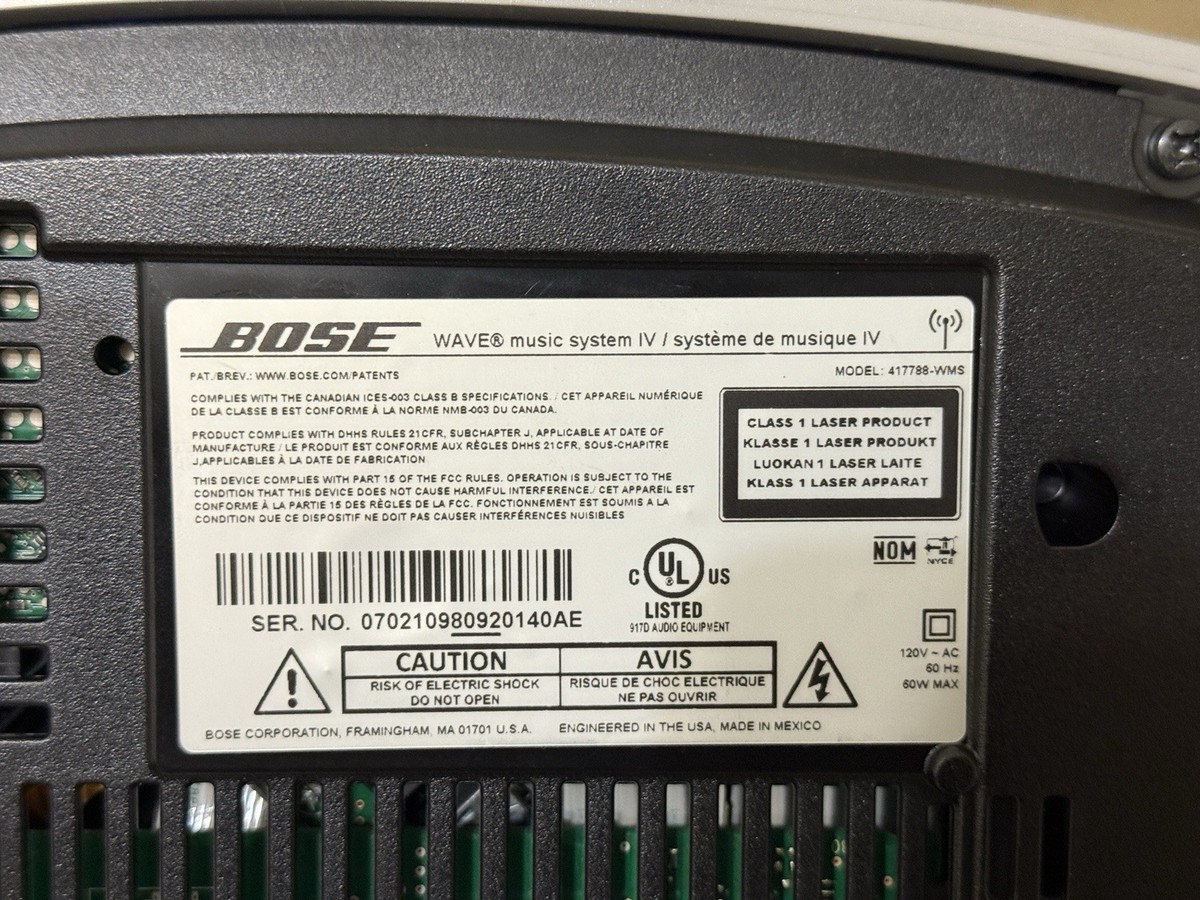 BOSE WAVE® music system IV / système de musique IV
PAT./BREV.: WWW.BOSE.COM/PATENTS
MODEL: 417788-WMS
COMPLIES WITH THE CANADIAN ICES-003 CLASS B SPECIFICATIONS. / CET APPAREIL NUMÉRIQUE
DE LA CLASSE B EST CONFORME À LA NORME NMB-003 DU CANADA.
PRODUCT COMPLIES WITH DHHS RULES 21CFR, SUBCHAPTER J, APPLICABLE AT DATE OF
MANUFACTURE / LE PRODUIT EST CONFORME AUX RÈGLES DHHS 21CFR, SOUS-CHAPITRE
J,APPLICABLES À LA DATE DE FABRICATION
THIS DEVICE COMPLIES WITH PART 15 OF THE FCC RULES. OPERATION IS SUBJECT TO THE
CONDITION THAT THIS DEVICE DOES NOT CAUSE HARMFUL INTERFERENCE./ CET APPAREIL EST
CONFORME À LA PARTIE 15 DES RÈGLES DE LA FCC. FONCTIONNEMENT EST SOUMIS A LA
CONDITION QUE CE DISPOSITIF NE DOIT PAS CAUSER INTERFÉRENCES NUISIBLES
CLASS 1 LASER PRODUCT
KLASSE 1 LASER PRODUKT
LUOKAN 1 LASER LAITE
KLASS 1 LASER APPARAT
SER. NO. 070210980920140AE
C UL US
LISTED
917D AUDIO EQUIPMENT
NOM NYCE
120V ~ AC
60 Hz
60W MAX
CAUTION
RISK OF ELECTRIC SHOCK
DO NOT OPEN
AVIS
RISQUE DE CHOC ELECTRIQUE
NE PAS OUVRIR
BOSE CORPORATION, FRAMINGHAM, MA 01701 U.S.A. ENGINEERED IN THE USA, MADE IN MEXICO